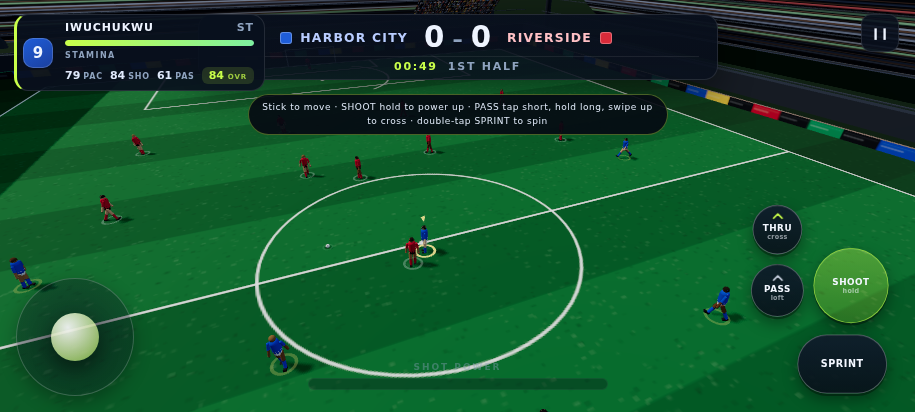 IWUCHUKWU ST
9
STAMINA
79 PAC 84 SHO 61 PAS 84 OVR
HARBOR CITY 0 - 0 RIVERSIDE
00:49 1ST HALF
Stick to move · SHOOT hold to power up · PASS tap short, hold long, swipe up
to cross · double-tap SPRINT to spin
THRU
cross
PASS
loft
SHOOT
hold
SPRINT
SHOT POWER